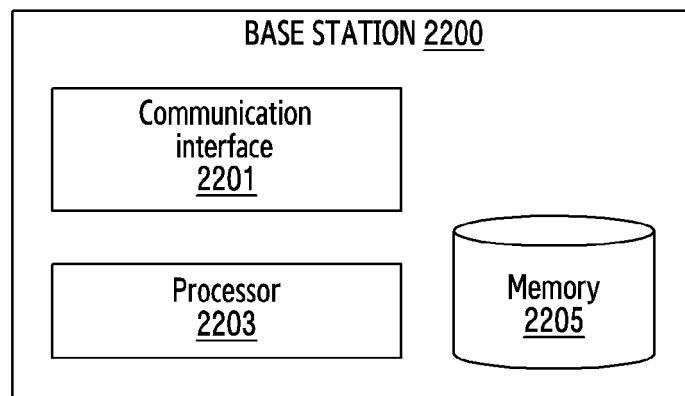 BASE STATION 2200
Communication
interface
2201
Processor
2203
Memory
2205